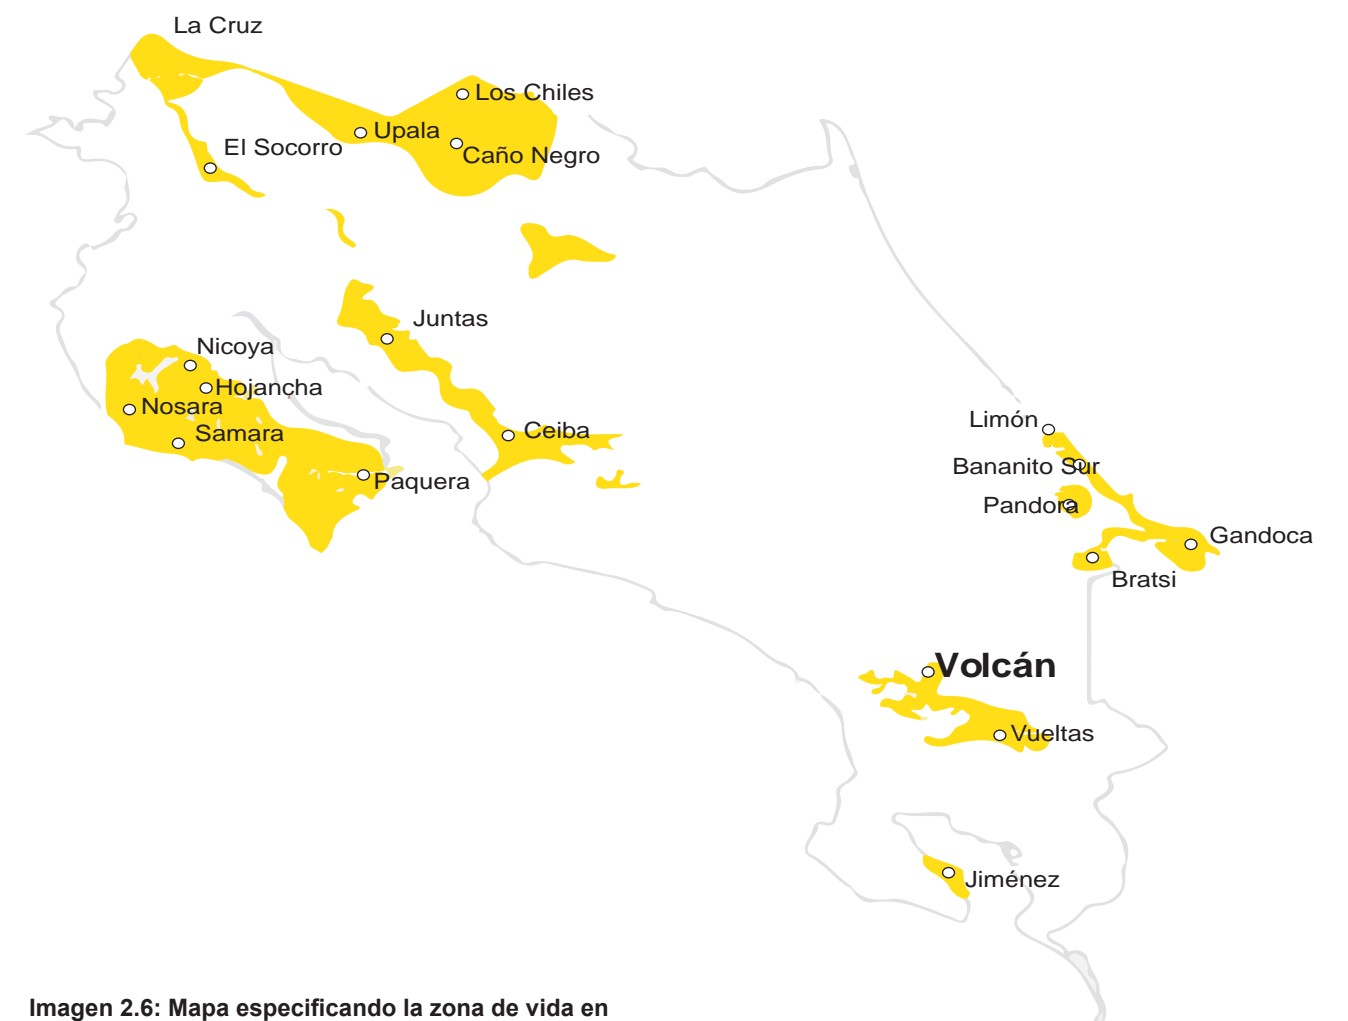 La Cruz
Los Chiles
Upala
El Socorro
Caño Negro
Juntas
Nicoya
Hojancha
Nosara
Samara
Ceiba
Paquera
Limón
Bananito Sur
Pandora
Gandoca
Bratsi
Volcán
Vueltas
Jiménez
Imagen 2.6: Mapa especificando la zona de vida en